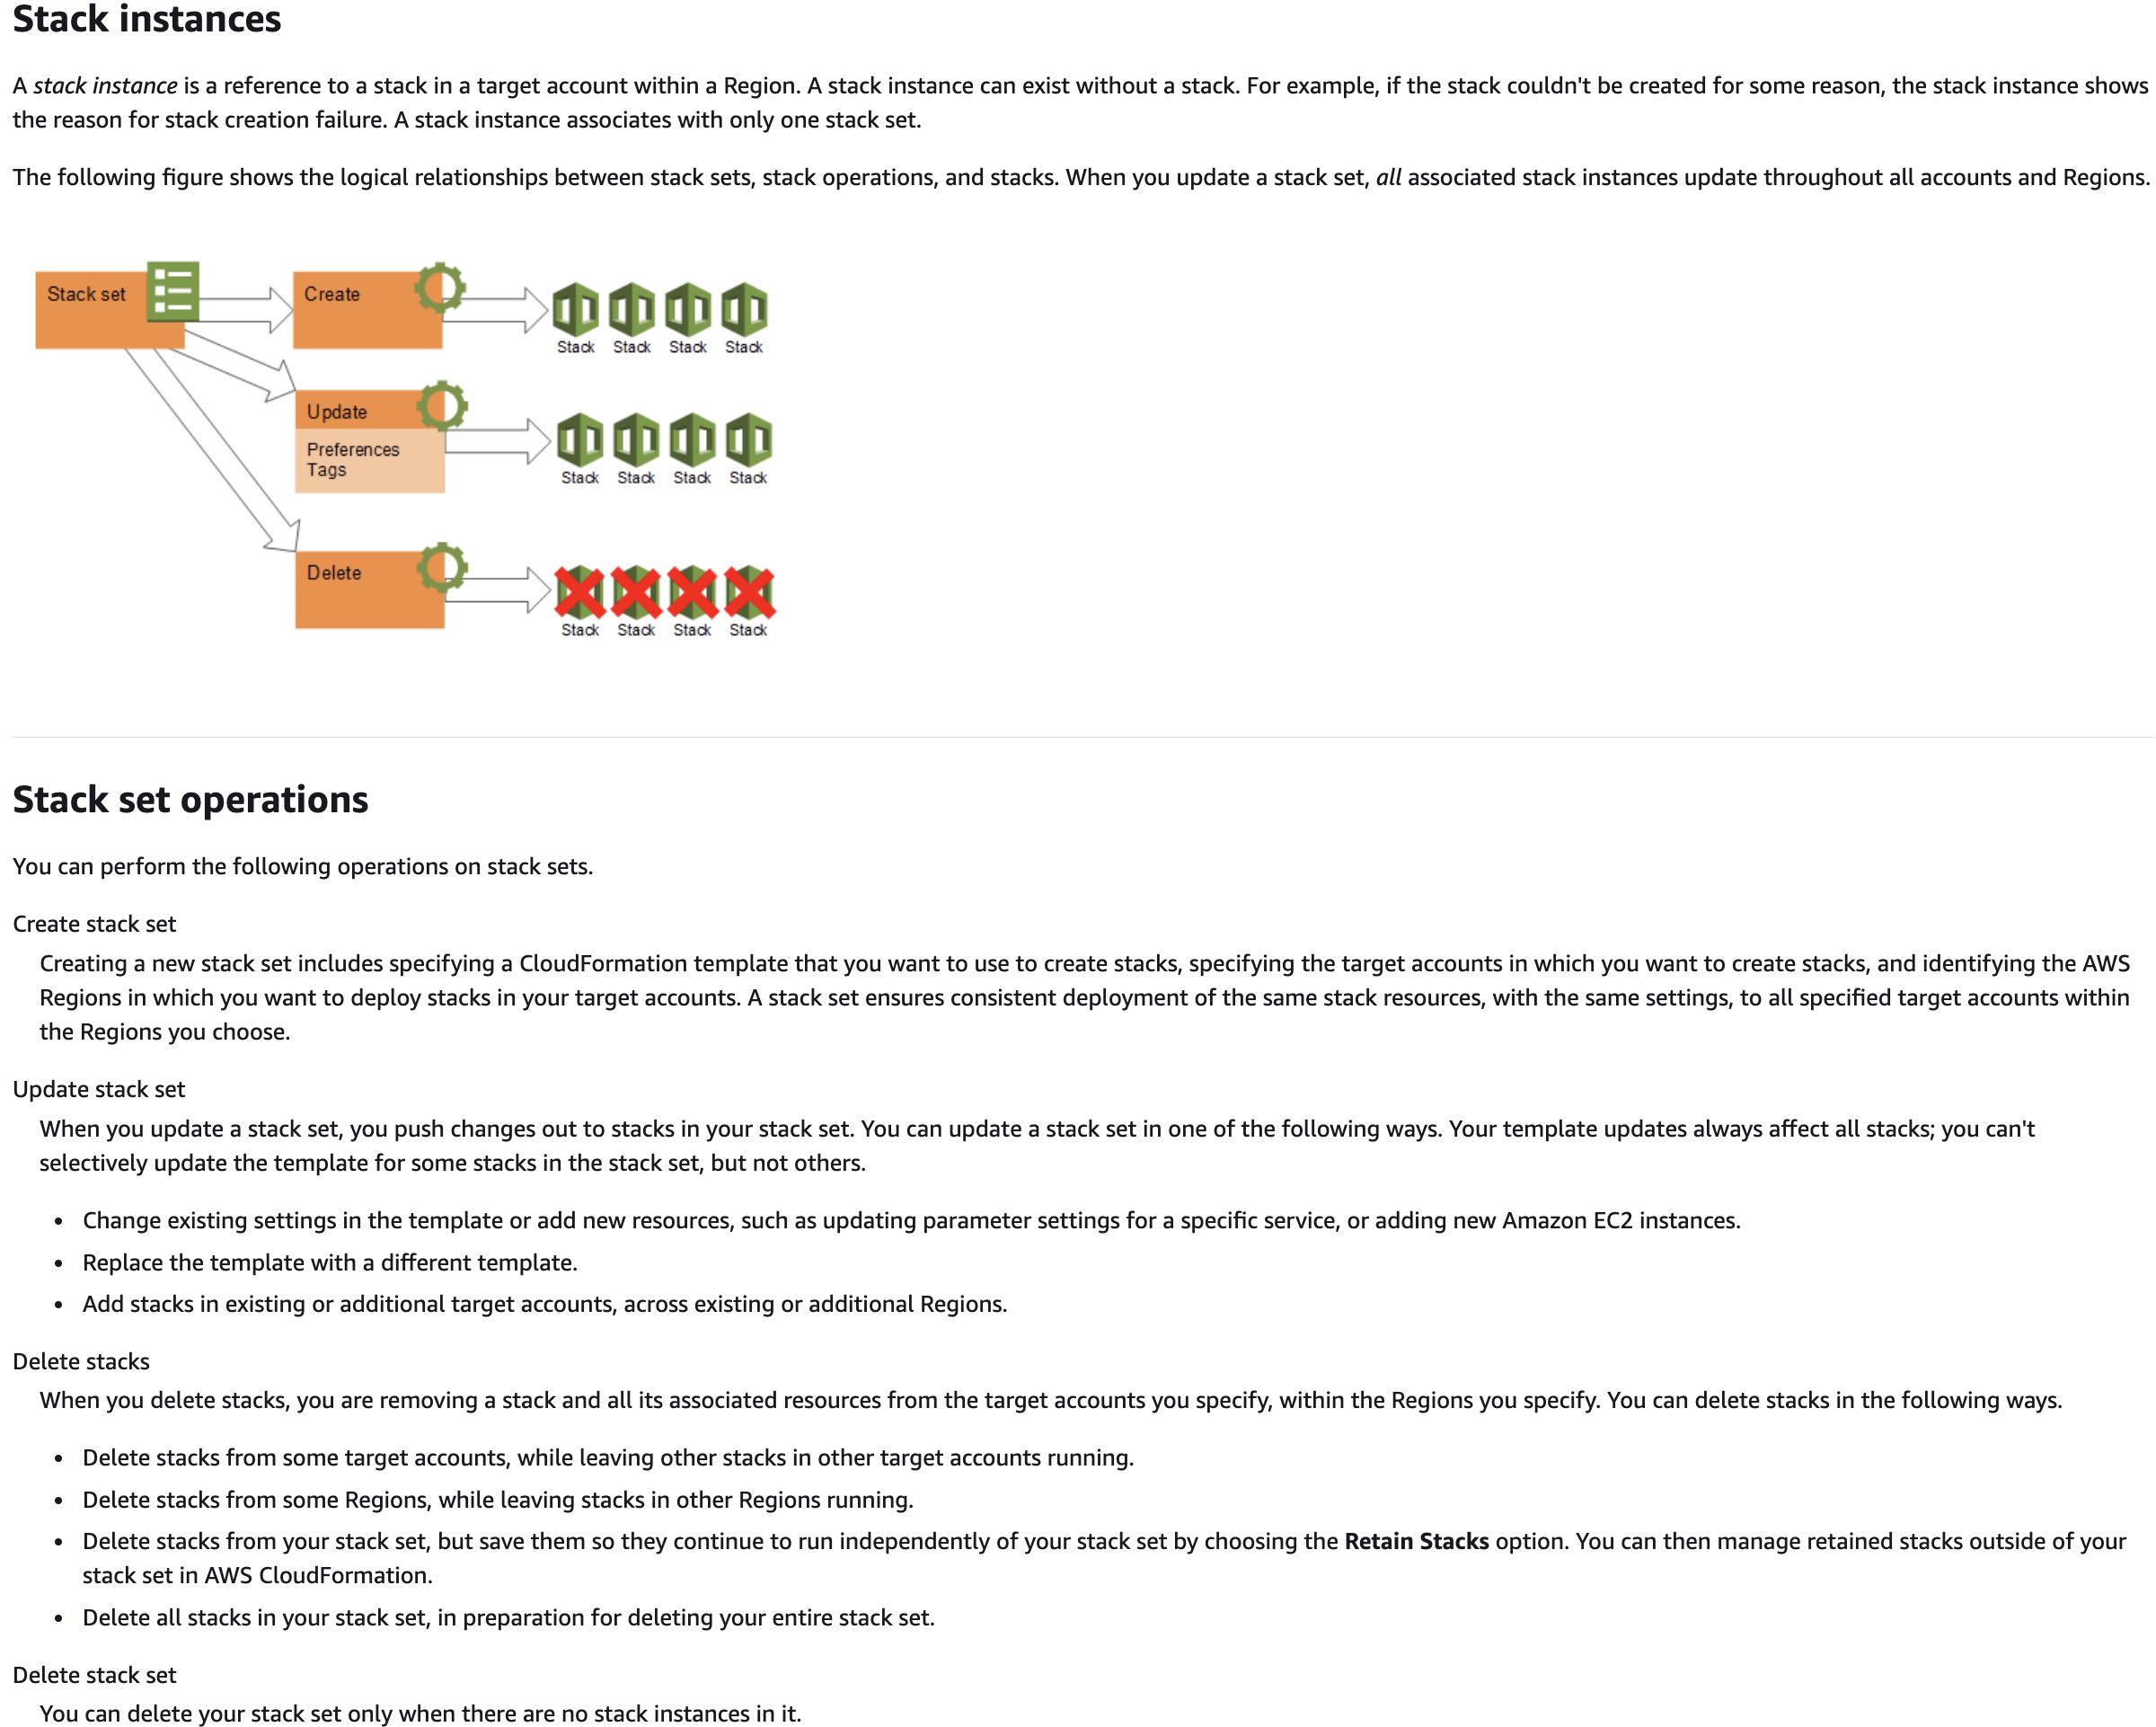 Stack instances
A stack instance is a reference to a stack in a target account within a Region. A stack instance can exist without a stack. For example, if the stack couldn't be created for some reason, the stack instance shows
the reason for stack creation failure. A stack instance associates with only one stack set.
The following figure shows the logical relationships between stack sets, stack operations, and stacks. When you update a stack set, all associated stack instances update throughout all accounts and Regions.
Stack set
Create
Stack Stack Stack Stack
Update
Preferences
Tags
Stack Stack Stack Stack
Delete
Stack Stack Stack Stack
Stack set operations
You can perform the following operations on stack sets.
Create stack set
Creating a new stack set includes specifying a CloudFormation template that you want to use to create stacks, specifying the target accounts in which you want to create stacks, and identifying the AWS
Regions in which you want to deploy stacks in your target accounts. A stack set ensures consistent deployment of the same stack resources, with the same settings, to all specified target accounts within
the Regions you choose.
Update stack set
When you update a stack set, you push changes out to stacks in your stack set. You can update a stack set in one of the following ways. Your template updates always affect all stacks; you can't
selectively update the template for some stacks in the stack set, but not others.
• Change existing settings in the template or add new resources, such as updating parameter settings for a specific service, or adding new Amazon EC2 instances.
• Replace the template with a different template.
• Add stacks in existing or additional target accounts, across existing or additional Regions.
Delete stacks
When you delete stacks, you are removing a stack and all its associated resources from the target accounts you specify, within the Regions you specify. You can delete stacks in the following ways.
• Delete stacks from some target accounts, while leaving other stacks in other target accounts running.
• Delete stacks from some Regions, while leaving stacks in other Regions running.
• Delete stacks from your stack set, but save them so they continue to run independently of your stack set by choosing the Retain Stacks option. You can then manage retained stacks outside of your
stack set in AWS CloudFormation.
• Delete all stacks in your stack set, in preparation for deleting your entire stack set.
Delete stack set
You can delete your stack set only when there are no stack instances in it.